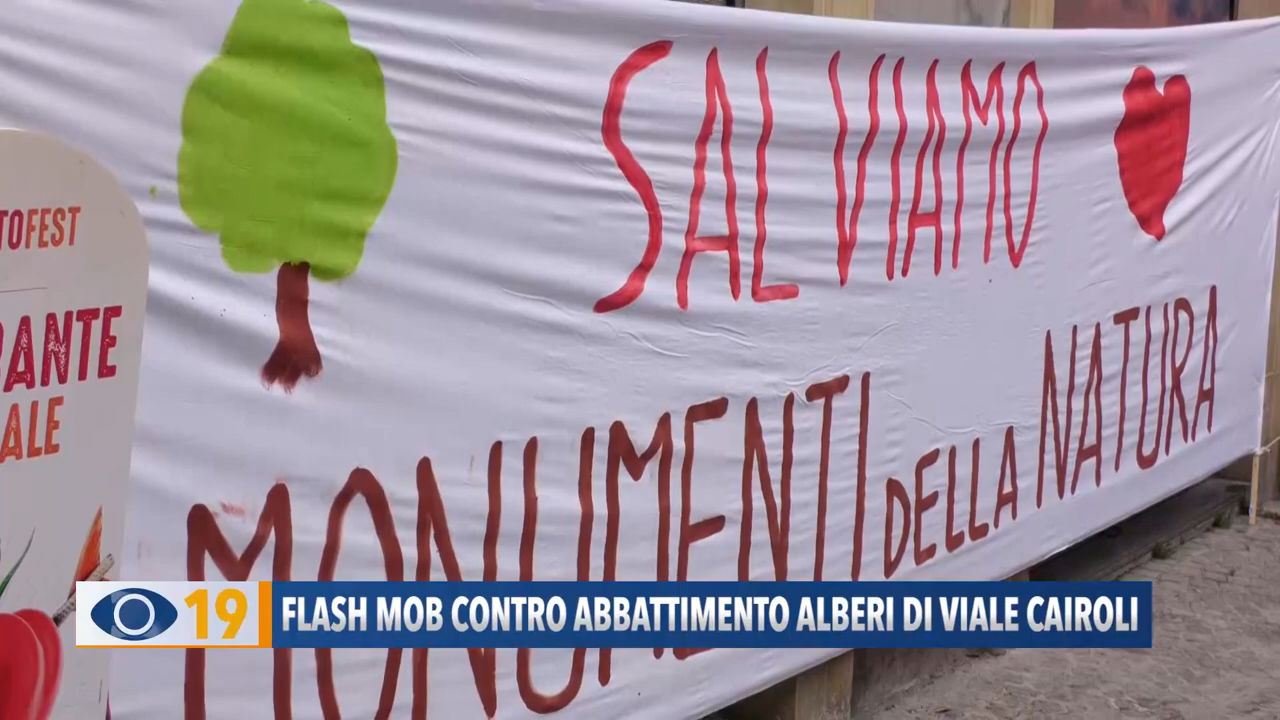 SALVIAMO
MONUMENTI DELLA NATURA
TOFEST
PANTE
ALE
19
FLASH MOB CONTRO ABBATTIMENTO ALBERI DI VIALE CAIROLI